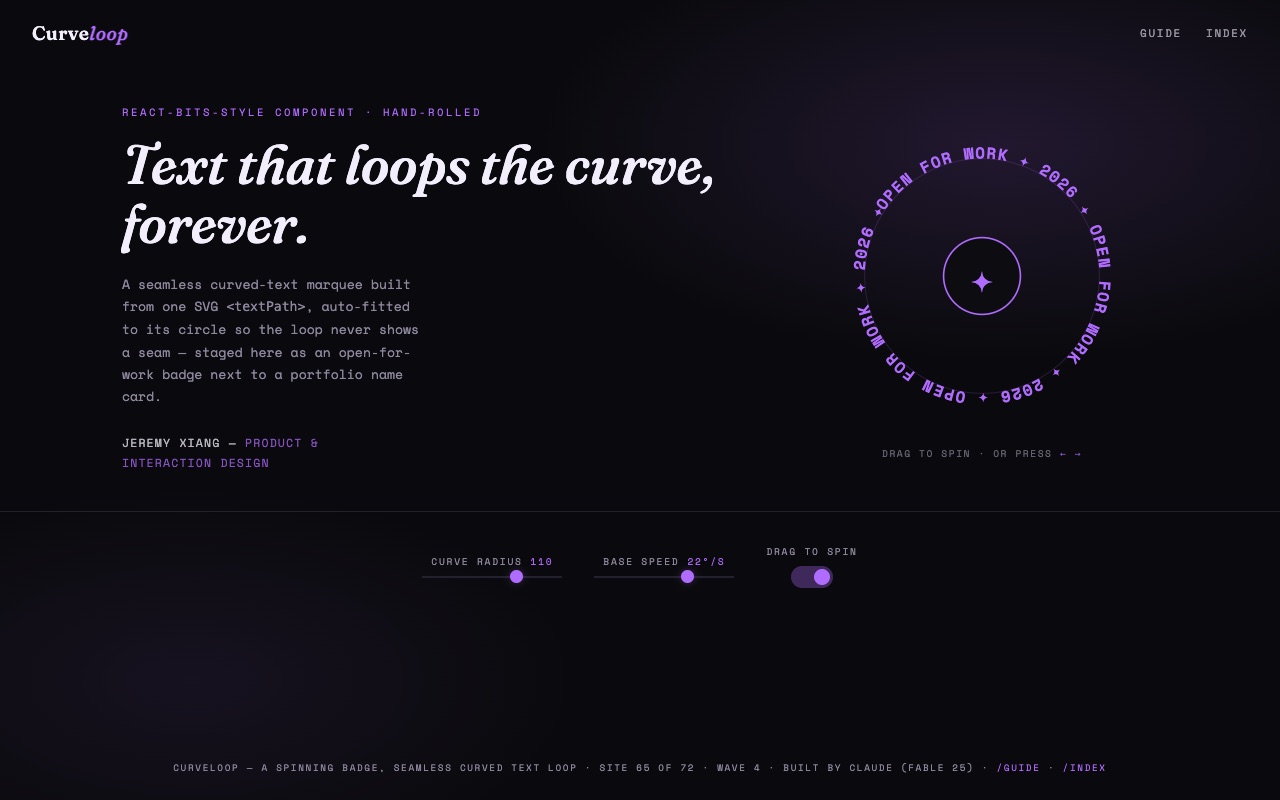 Curveloop
GUIDE INDEX
REACT-BITS-STYLE COMPONENT · HAND-ROLLED
Text that loops the curve,
forever.
A seamless curved-text marquee built
from one SVG <textPath>, auto-fitted
to its circle so the loop never shows
a seam — staged here as an open-for-
work badge next to a portfolio name
card.
JEREMY XIANG — PRODUCT &
INTERACTION DESIGN
OPEN FOR WORK ✦ 2026 ✦ OPEN FOR WORK ✦ 2026 ✦ OPEN FOR WORK ✦ 2026 ✦
✦
DRAG TO SPIN · OR PRESS ← →
CURVE RADIUS 110
BASE SPEED 22°/S
DRAG TO SPIN
CURVELOOP — A SPINNING BADGE, SEAMLESS CURVED TEXT LOOP · SITE 65 OF 72 · WAVE 4 · BUILT BY CLAUDE (FABLE 25) · /GUIDE · /INDEX